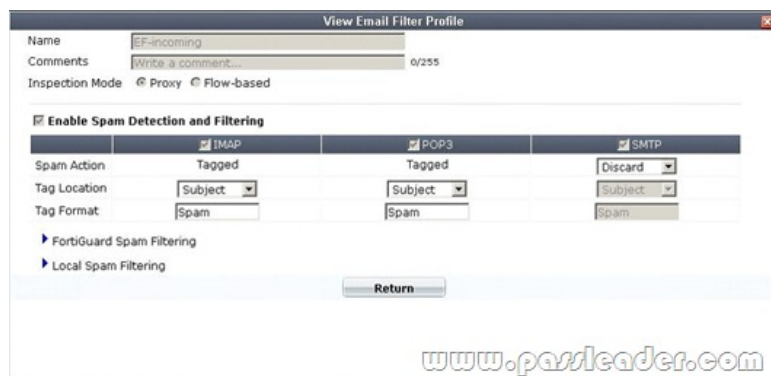 View Email Filter Profile
Name EF-incoming
Comments Write a comment... 0/255
Inspection Mode Proxy Flow-based
Enable Spam Detection and Filtering
IMAP POP3 SMTP
Spam Action Tagged Tagged Discard
Tag Location Subject Subject Subject
Tag Format Spam Spam Spam
FortiGuard Spam Filtering
Local Spam Filtering
Return
www.passleader.com